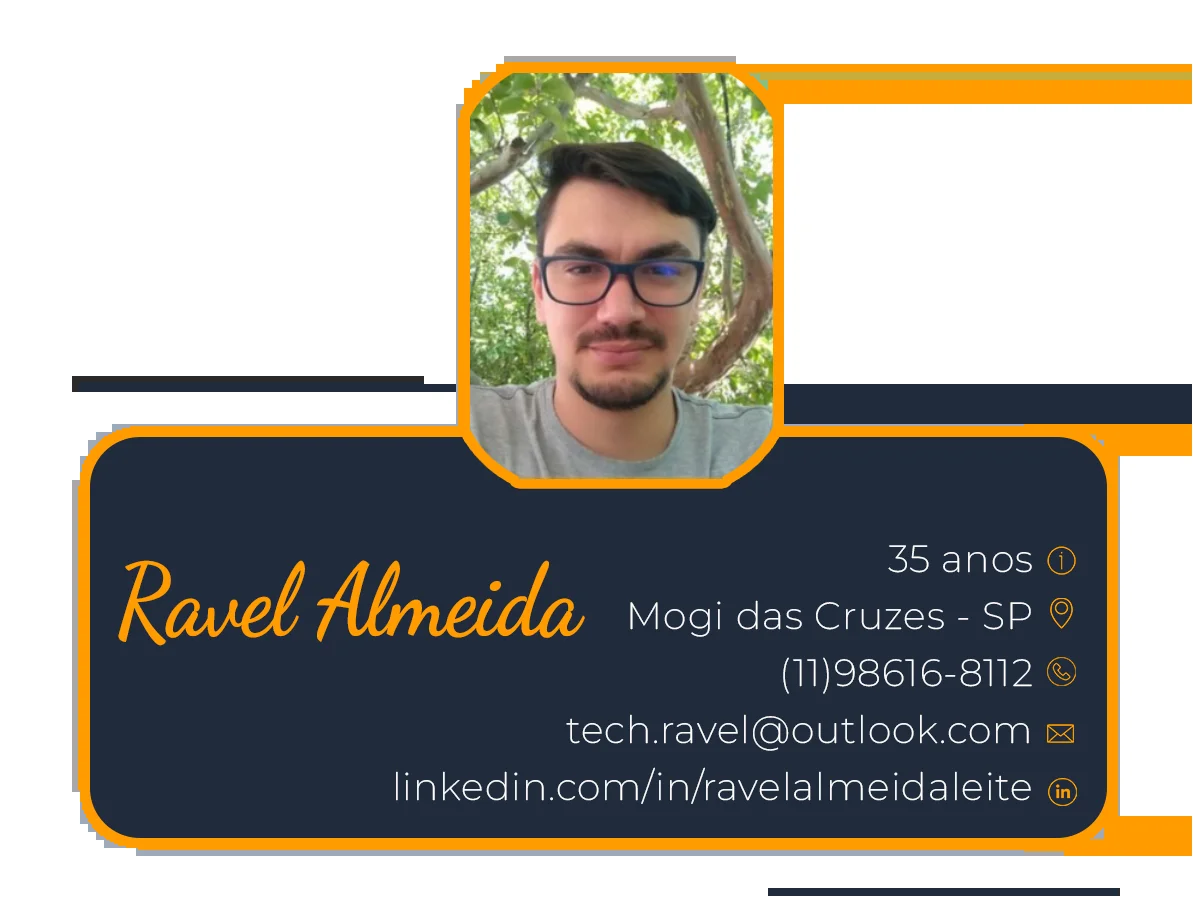 Ravel Almeida
35 anos
Mogi das Cruzes - SP
(11)98616-8112
tech.ravel@outlook.com
linkedin.com/in/ravelalmeidaleite